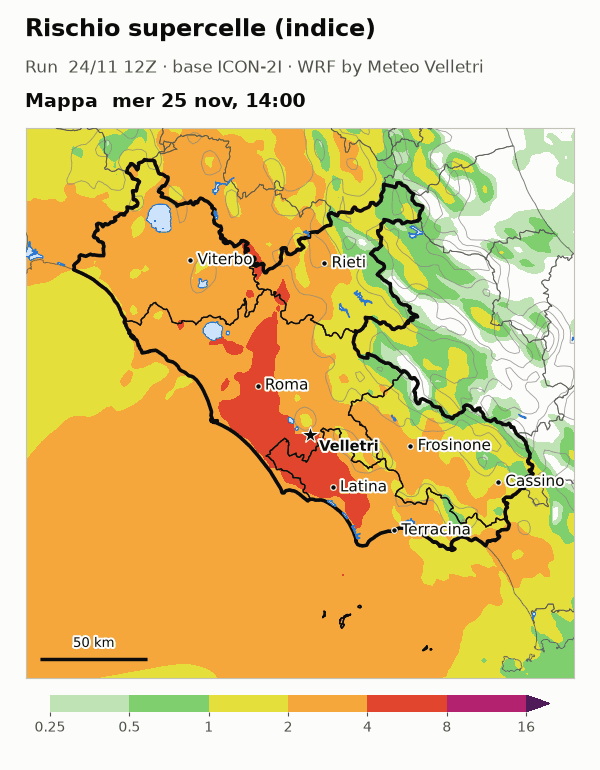 Rischio supercelle (indice)
Run  24/11 12Z · base ICON-2I · WRF by Meteo Velletri
Mappa  mer 25 nov, 14:00
Viterbo
Rieti
Roma
Velletri
Frosinone
Latina
Cassino
Terracina
50 km
0.25 0.5 1 2 4 8 16